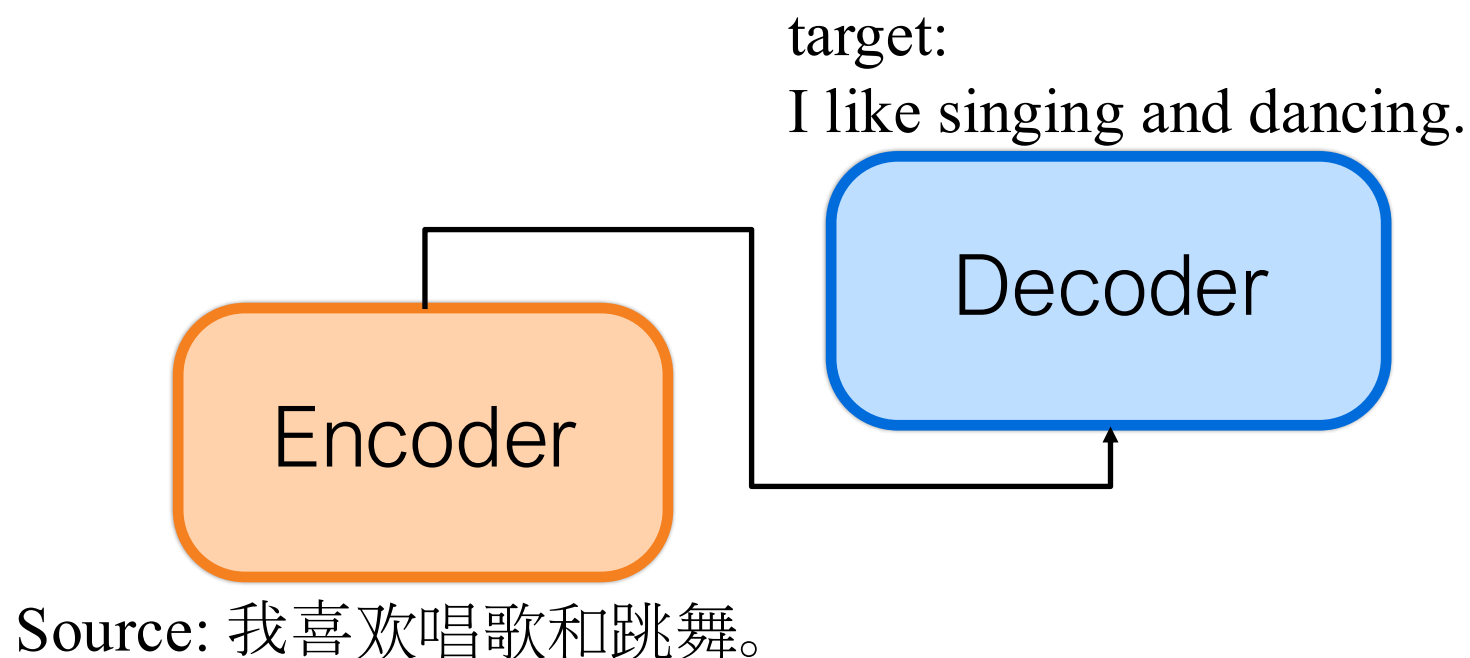 target:
I like singing and dancing.
Decoder
Encoder
Source: 我喜欢唱歌和跳舞。